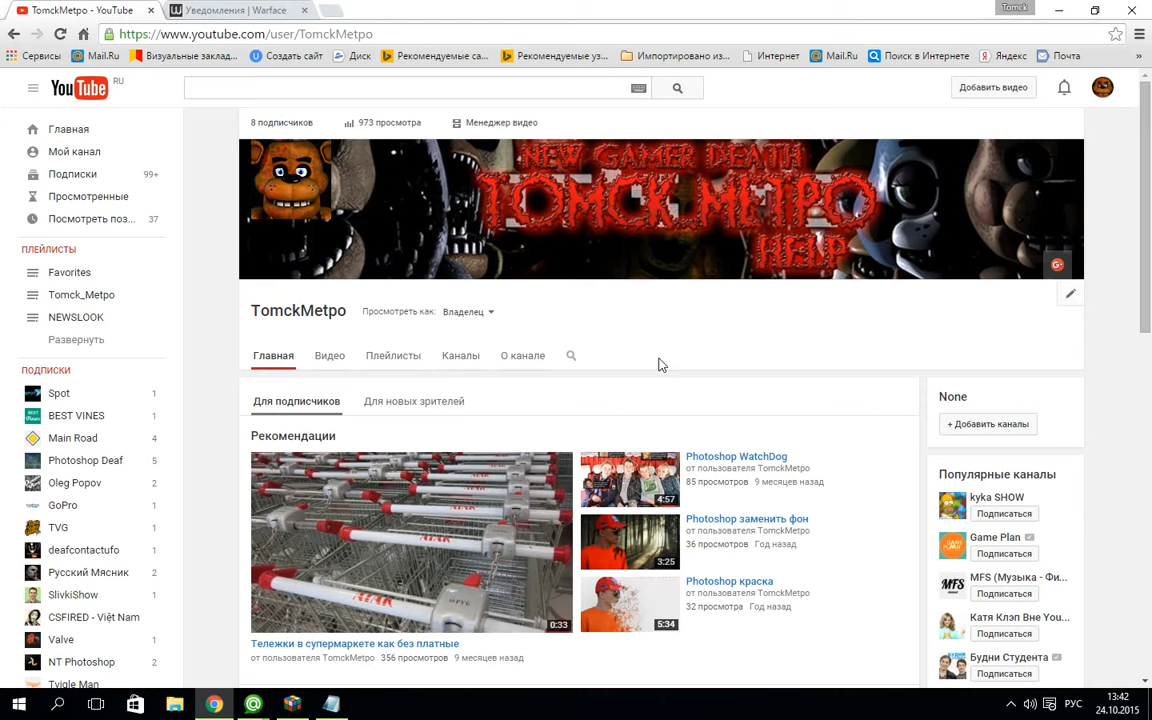 TomckМетро - YouTube
Уведомления | Warface
Tomck
https://www.youtube.com/user/TomckMetpo
Сервисы
Mail.Ru
Визуальные заклад...
Создать сайт
Диск
Рекомендуемые са...
Рекомендуемые уз...
Импортировано из...
Интернет
Mail.Ru
Поиск в Интернете
Яндекс
Почта
»
YouTube RU
Добавить видео
Главная
Мой канал
Подписки 99+
Просмотренные
Посмотреть поз... 37
ПЛЕЙЛИСТЫ
Favorites
Tomck_Metpo
NEWSLOOK
Развернуть
ПОДПИСКИ
Spot 1
BEST VINES 1
Main Road 4
Photoshop Deaf 5
Oleg Popov 2
GoPro 1
TVG 1
deafcontactufo 1
Русский Мясник 2
SlivkiShow 1
CSFIRED - Việt Nam
Valve 1
NT Photoshop 2
Tvigle Man
8 подписчиков
973 просмотра
Менеджер видео
NEW GAMER DEATH
ТОМСК МЕТРО
HELP
G+
TomckMetpo
Просмотреть как: Владелец
Главная
Видео
Плейлисты
Каналы
О канале
Для подписчиков
Для новых зрителей
Рекомендации
0:33
Тележки в супермаркете как без платные
от пользователя TomckMetpo 356 просмотров 9 месяцев назад
4:57
Photoshop WatchDog
от пользователя TomckMetpo
85 просмотров 9 месяцев назад
3:25
Photoshop заменить фон
от пользователя TomckMetpo
36 просмотров Год назад
5:34
Photoshop краска
от пользователя TomckMetpo
32 просмотра Год назад
None
+ Добавить каналы
Популярные каналы
kyka SHOW
Подписаться
Game Plan
Подписаться
MFS
MFS (Музыка - Фи...
Подписаться
Катя Клэп Вне You...
Подписаться
Будни Студента
Подписаться
РУС
13:42
24.10.2015